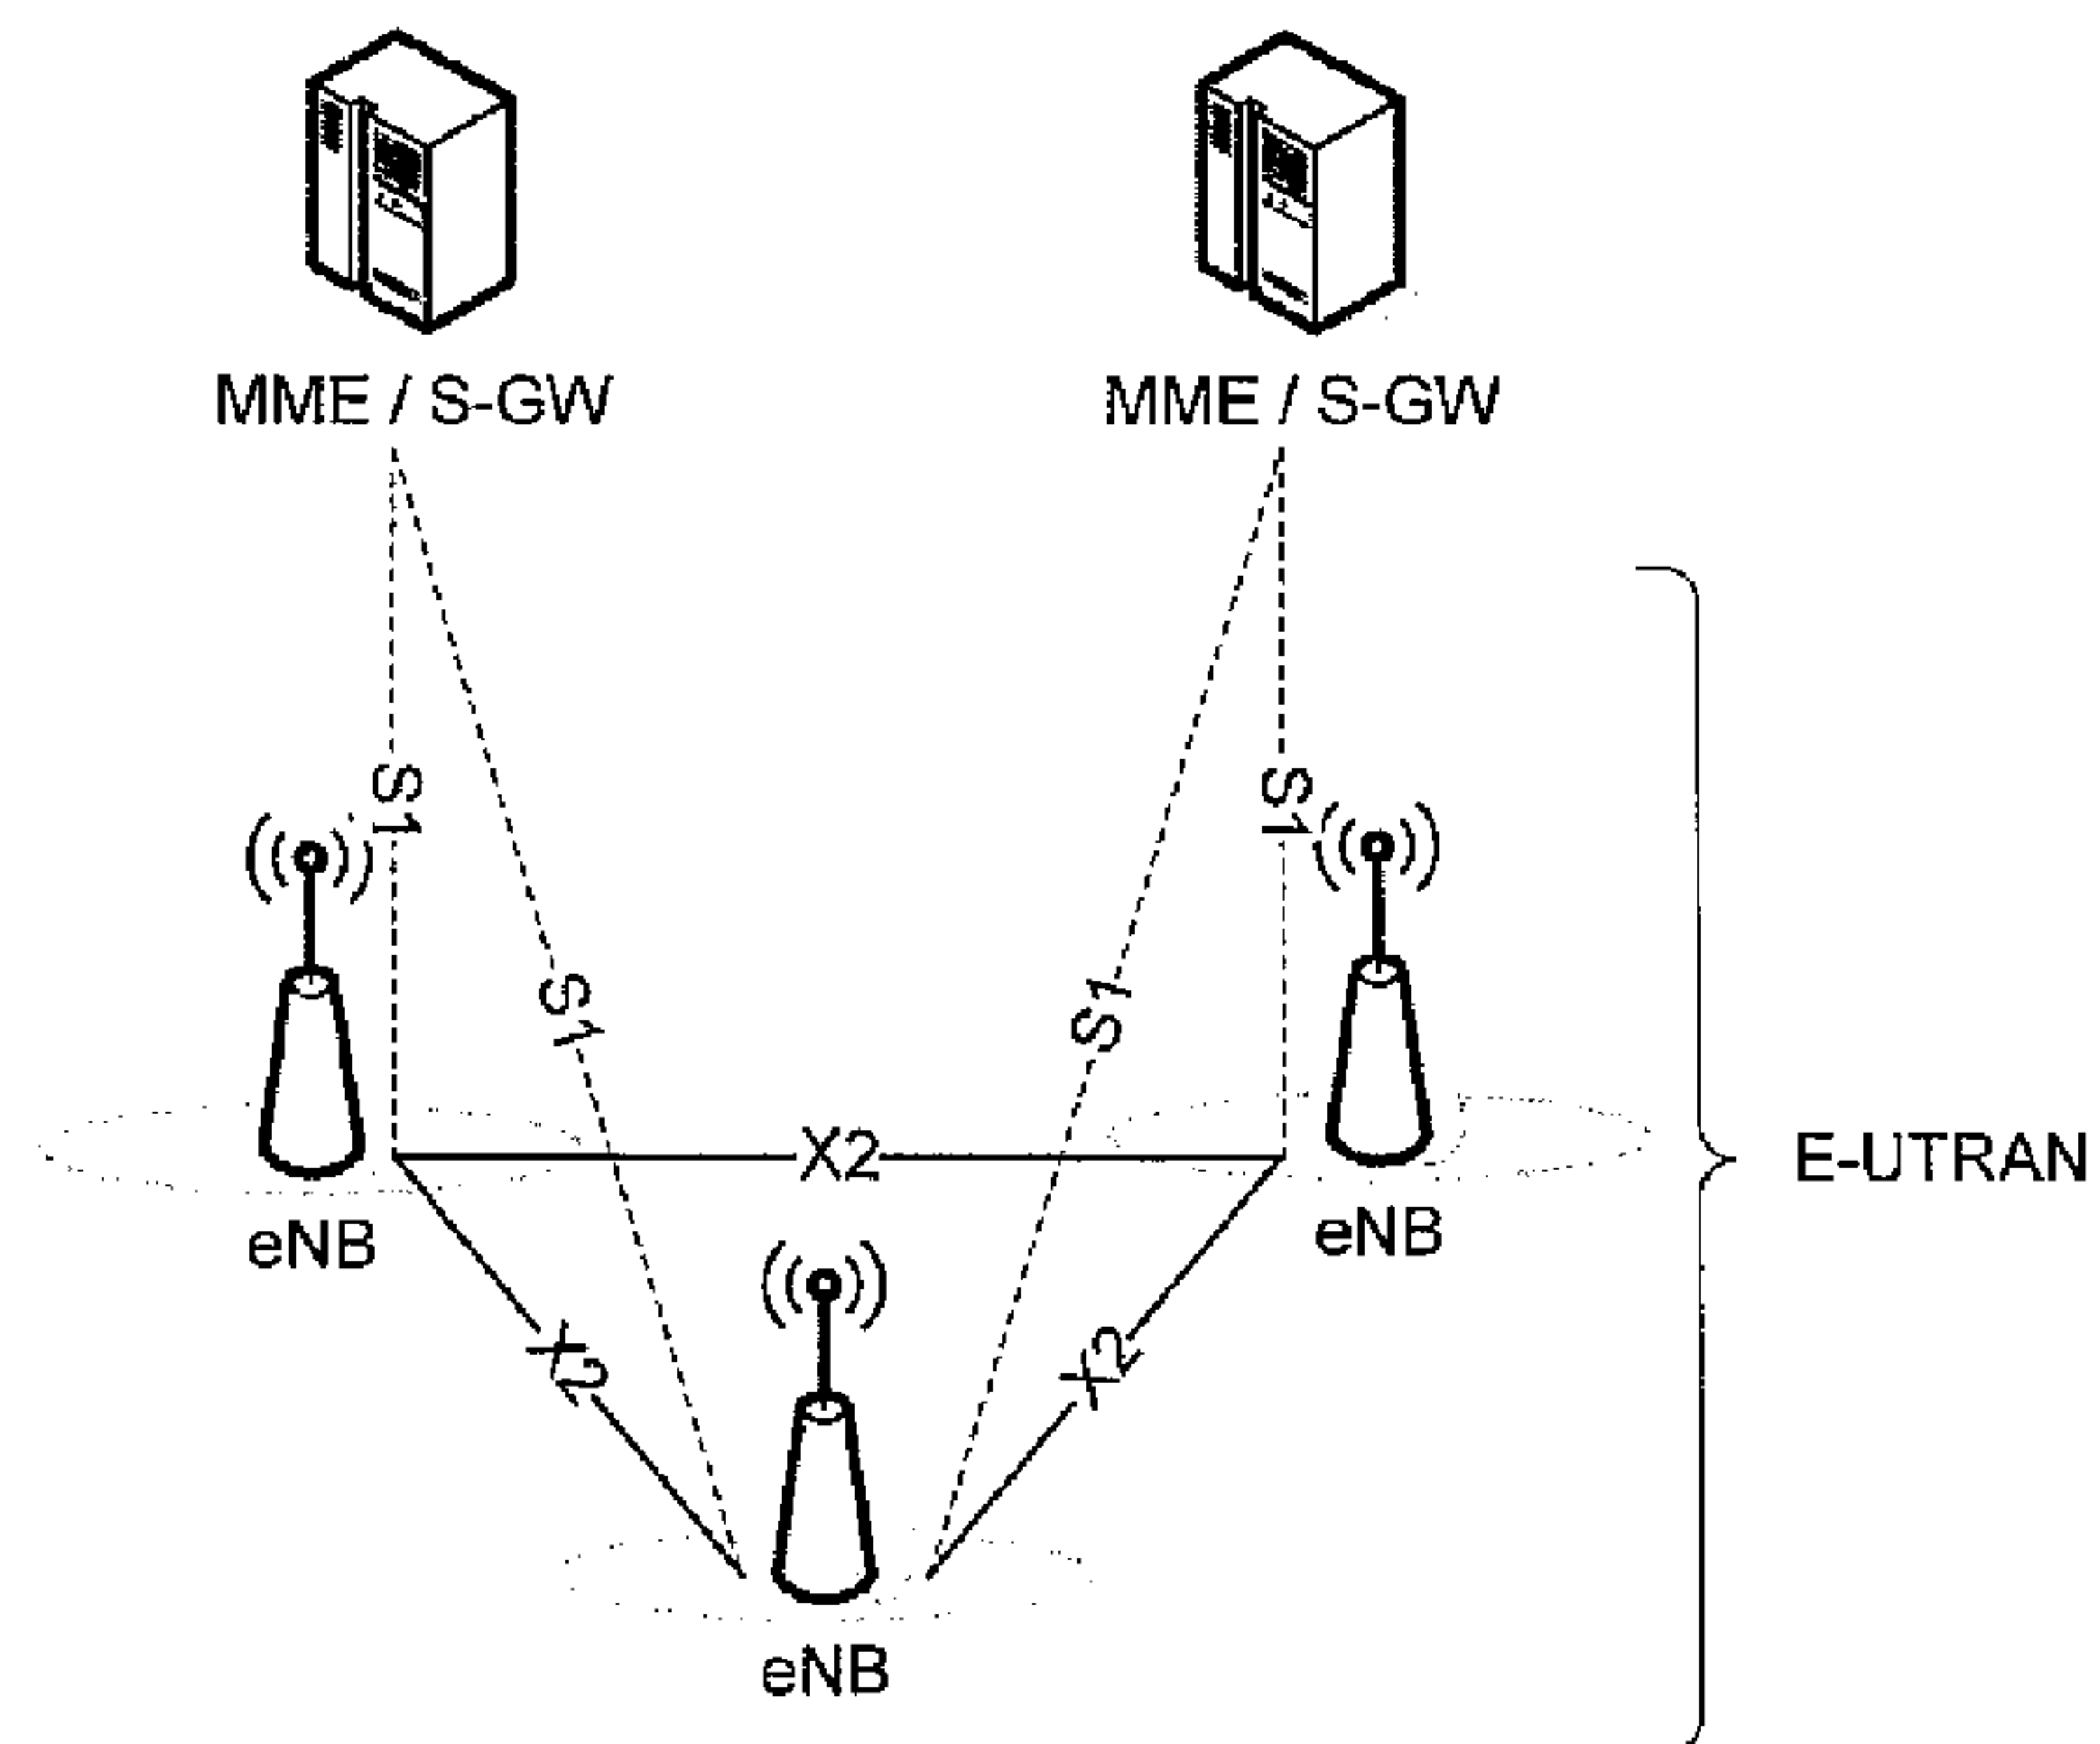 MME / S-GW
MME / S-GW
S1
S1
S1
S1
X2
E-UTRAN
eNB
eNB
X2
X2
eNB